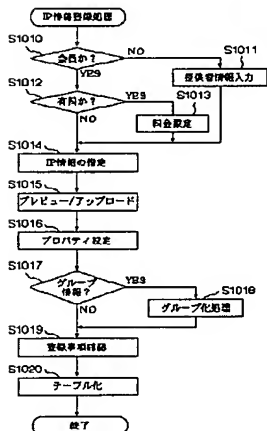 IP情報登録処理
S1010
会員か?
NO
S1011
YES
提供者情報入力
S1012
有料か?
YES
S1013
NO
料金設定
S1014
IP情報の指定
S1015
プレビュー/アップロード
S1016
プロパティ設定
S1017
グループ
情報?
YES
S1018
NO
グループ化処理
S1019
登録事項確認
S1020
テーブル化
終了